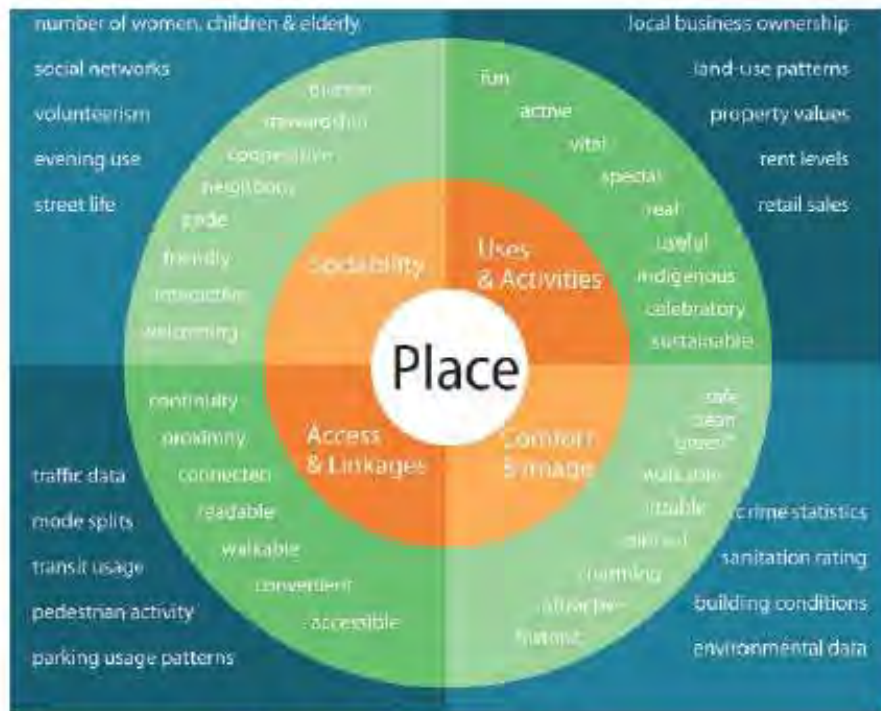 number of women, children & elderly
social networks
volunteerism
evening use
street life
local business ownership
land-use patterns
property values
rent levels
retail sales
stewardship
cooperative
neighborly
pride
friendly
interactive
welcoming
fun
active
vital
special
real
useful
indigenous
celebratory
sustainable
Sociability
Uses
& Activities
Place
Access
& Linkages
Comfort
& Image
continuity
proximity
connected
readable
walkable
convenient
accessible
safe
clean
"green"
walkable
sittable
spiritual
charming
attractive
historic
traffic data
mode splits
transit usage
pedestrian activity
parking usage patterns
crime statistics
sanitation rating
building conditions
environmental data